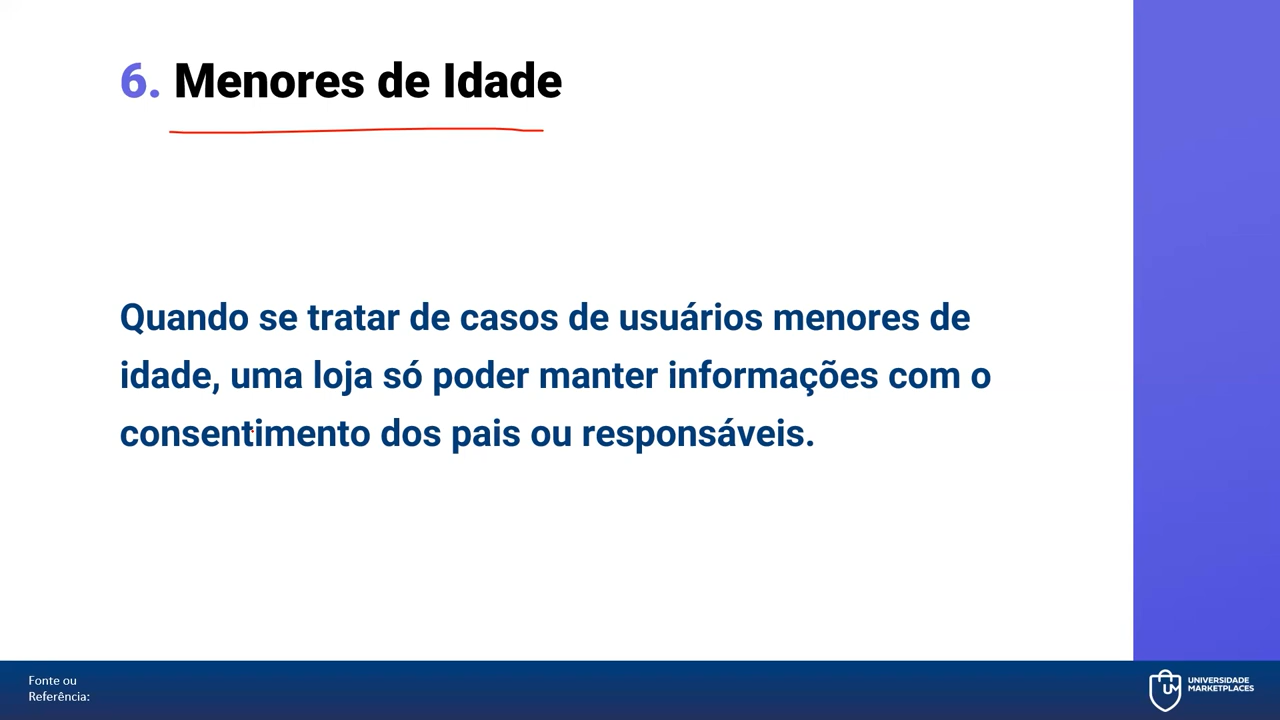 6. Menores de Idade
Quando se tratar de casos de usuários menores de
idade, uma loja só poder manter informações com o
consentimento dos pais ou responsáveis.
Fonte ou
Referência:
UM
UNIVERSIDADE
MARKETPLACES